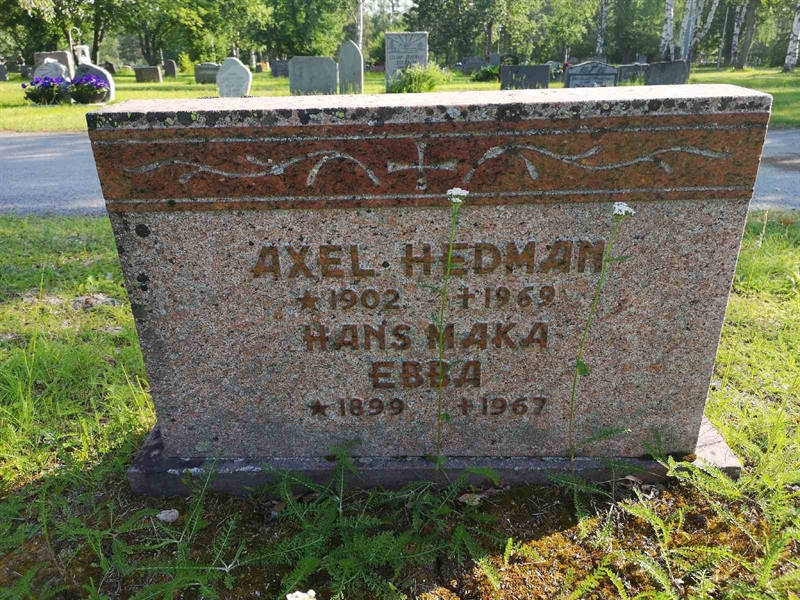 AXEL · HEDMAN
★ 1902 ✝ 1969
HANS MAKA
EBBA
★ 1899 ✝ 1967